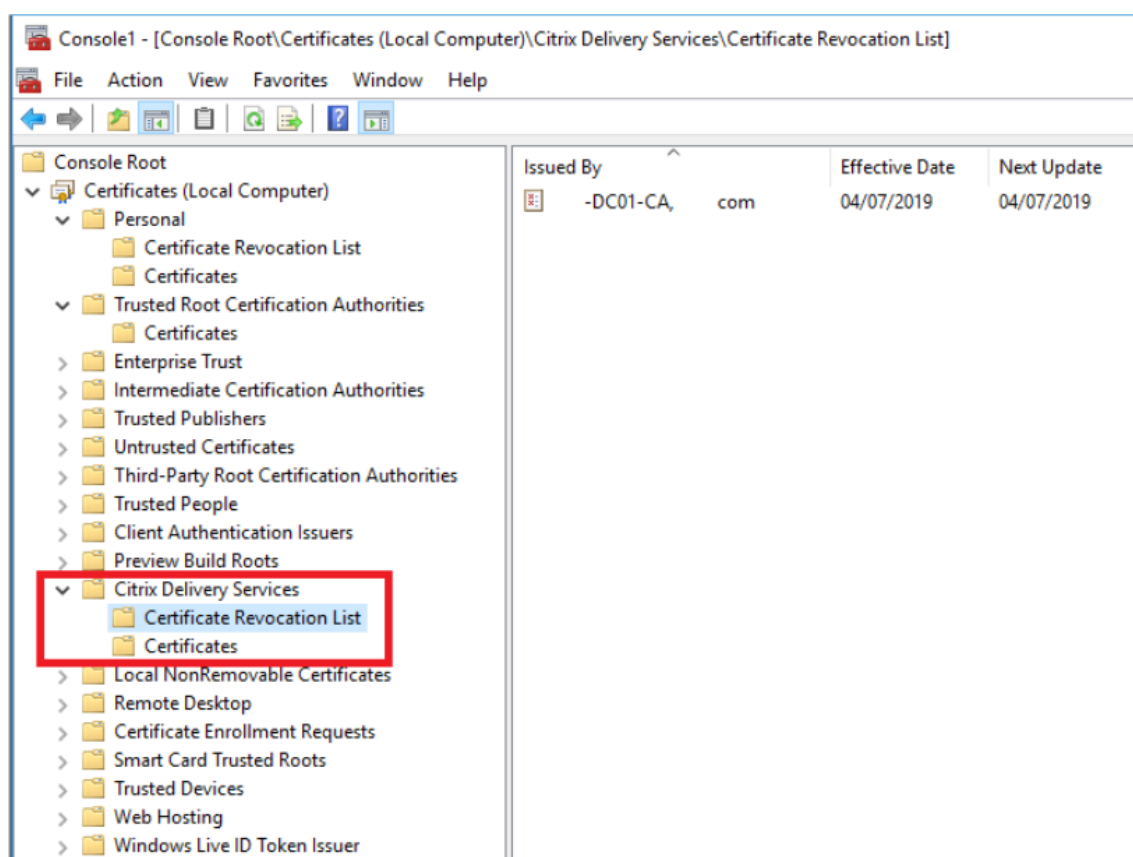 Console1 - [Console Root\Certificates (Local Computer)\Citrix Delivery Services\Certificate Revocation List]
File Action View Favorites Window Help
Console Root
Certificates (Local Computer)
Personal
Certificate Revocation List
Certificates
Trusted Root Certification Authorities
Certificates
Enterprise Trust
Intermediate Certification Authorities
Trusted Publishers
Untrusted Certificates
Third-Party Root Certification Authorities
Trusted People
Client Authentication Issuers
Preview Build Roots
Citrix Delivery Services
Certificate Revocation List
Certificates
Local NonRemovable Certificates
Remote Desktop
Certificate Enrollment Requests
Smart Card Trusted Roots
Trusted Devices
Web Hosting
Windows Live ID Token Issuer
Issued By Effective Date Next Update
-DC01-CA, com 04/07/2019 04/07/2019